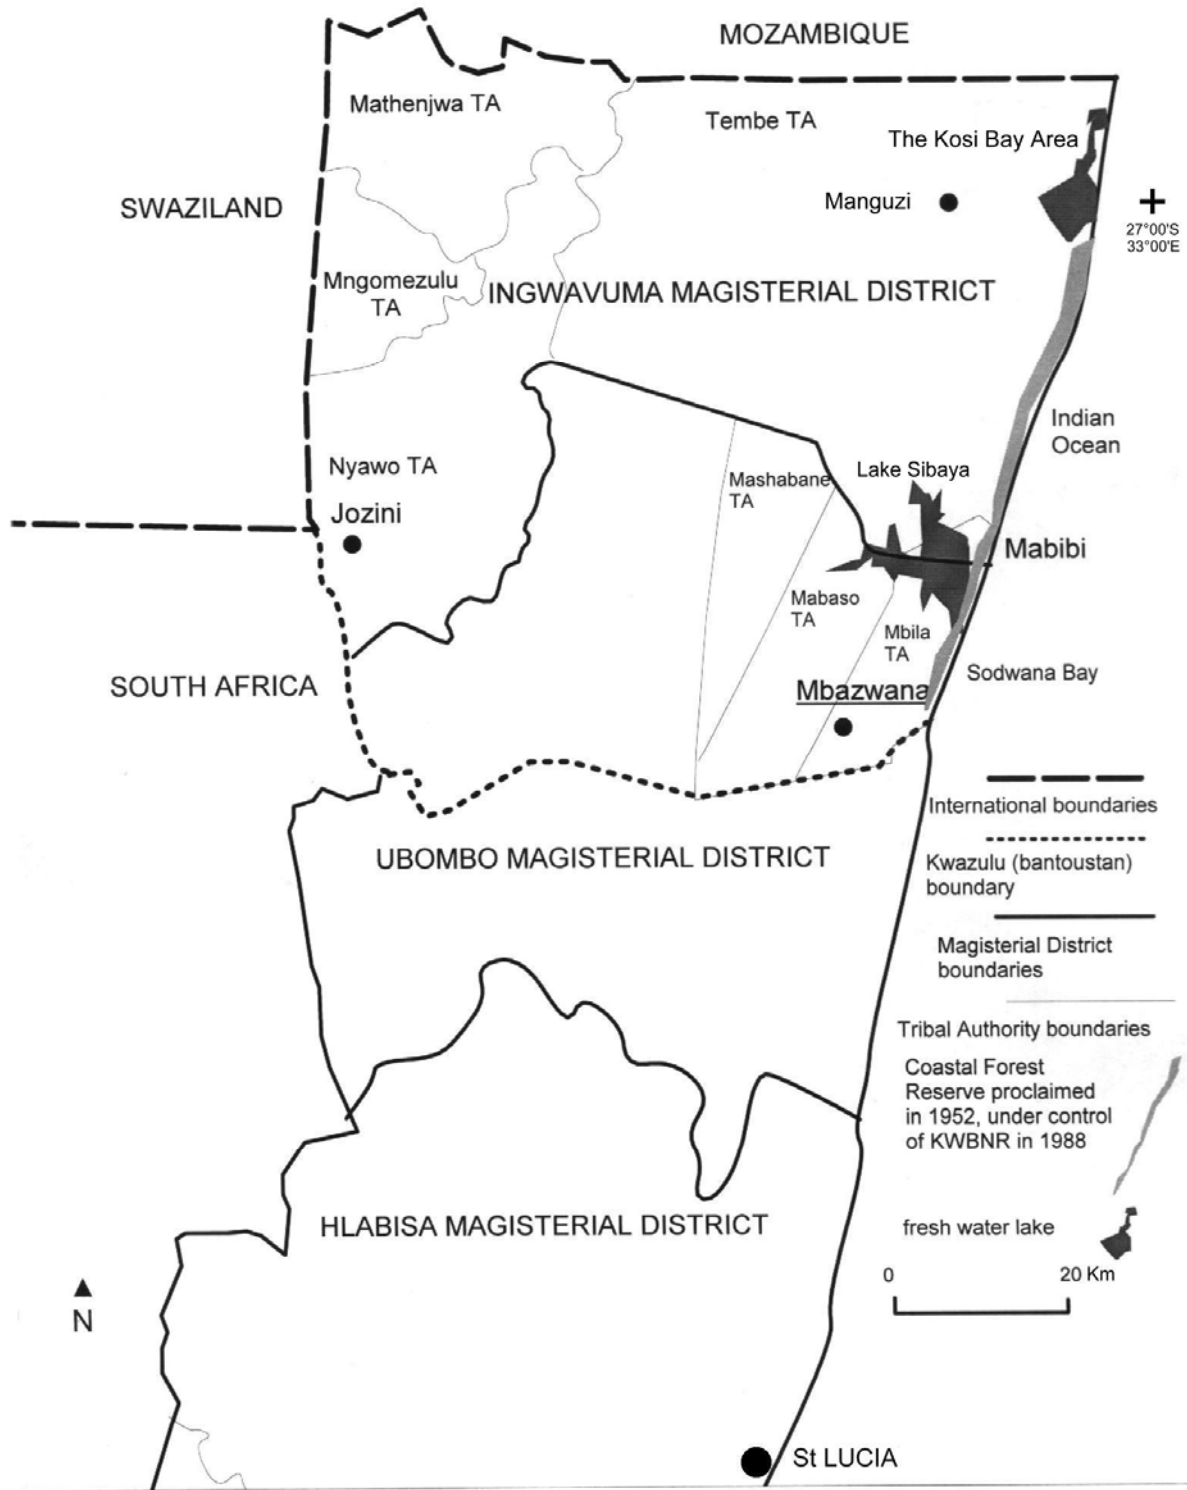 MOZAMBIQUE
Mathenjwa TA
Tembe TA
The Kosi Bay Area
SWAZILAND
Manguzi
27°00'S
33°00'E
Mngomezulu
TA
INGWAVUMA MAGISTERIAL DISTRICT
Indian
Ocean
Nyawo TA
Mashabane
TA
Lake Sibaya
Jozini
Mabibi
Mabaso
TA
Mbila
TA
SOUTH AFRICA
Sodwana Bay
Mbazwana
International boundaries
UBOMBO MAGISTERIAL DISTRICT
Kwazulu (bantoustan)
boundary
Magisterial District
boundaries
Tribal Authority boundaries
Coastal Forest
Reserve proclaimed
in 1952, under control
of KWBNR in 1988
HLABISA MAGISTERIAL DISTRICT
fresh water lake
0 20 Km
N
St LUCIA